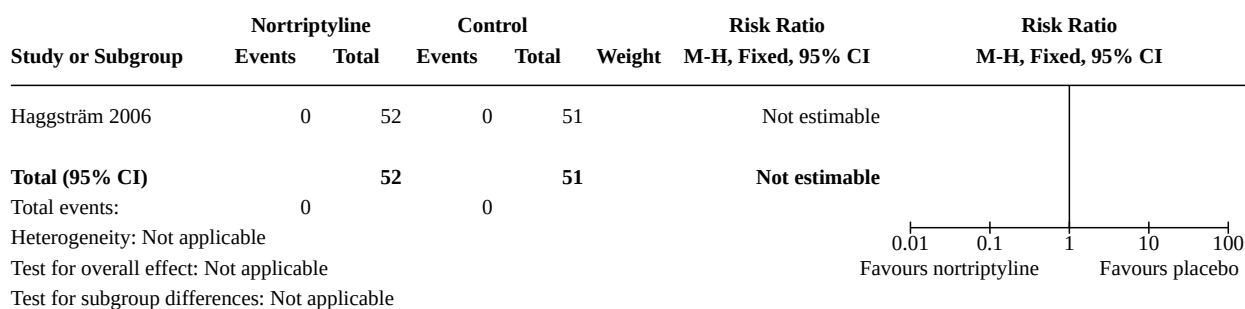 Nortriptyline Control Risk Ratio Risk Ratio
Study or Subgroup Events Total Events Total Weight M-H, Fixed, 95% CI M-H, Fixed, 95% CI
Haggsträm 2006 0 52 0 51 Not estimable
Total (95% CI) 52 51 Not estimable
Total events: 0 0
Heterogeneity: Not applicable
0.01 0.1 1 10 100
Test for overall effect: Not applicable Favours nortriptyline Favours placebo
Test for subgroup differences: Not applicable